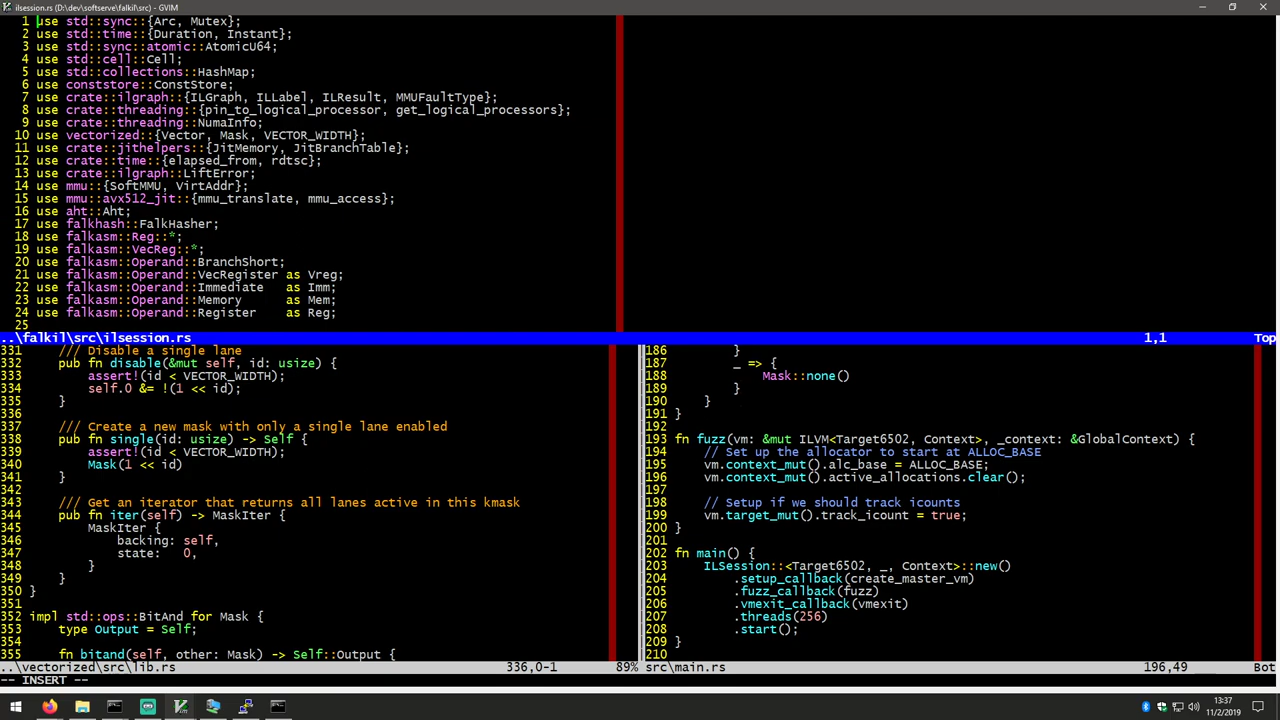 ilsession.rs (D:\dev\softserve\falkil\src) - GVIM
1 use std::sync::{Arc, Mutex};
2 use std::time::{Duration, Instant};
3 use std::sync::atomic::AtomicU64;
4 use std::cell::Cell;
5 use std::collections::HashMap;
6 use conststore::ConstStore;
7 use crate::ilgraph::{ILGraph, ILLabel, ILResult, MMUFaultType};
8 use crate::threading::{pin_to_logical_processor, get_logical_processors};
9 use crate::threading::NumaInfo;
10 use vectorized::{Vector, Mask, VECTOR_WIDTH};
11 use crate::jithelpers::{JitMemory, JitBranchTable};
12 use crate::time::{elapsed_from, rdtsc};
13 use crate::ilgraph::LiftError;
14 use mmu::{SoftMMU, VirtAddr};
15 use mmu::avx512_jit::{mmu_translate, mmu_access};
16 use aht::Aht;
17 use falkhash::FalkHasher;
18 use falkasm::Reg::*;
19 use falkasm::VecReg::*;
20 use falkasm::Operand::BranchShort;
21 use falkasm::Operand::VecRegister as Vreg;
22 use falkasm::Operand::Immediate   as Imm;
23 use falkasm::Operand::Memory      as Mem;
24 use falkasm::Operand::Register    as Reg;
25
..\falkil\src\ilsession.rs 1,1 Top
331     /// Disable a single lane
332     pub fn disable(&mut self, id: usize) {
333         assert!(id < VECTOR_WIDTH);
334         self.0 &= !(1 << id);
335     }
336
337     /// Create a new mask with only a single lane enabled
338     pub fn single(id: usize) -> Self {
339         assert!(id < VECTOR_WIDTH);
340         Mask(1 << id)
341     }
342
343     /// Get an iterator that returns all lanes active in this kmask
344     pub fn iter(self) -> MaskIter {
345         MaskIter {
346             backing: self,
347             state:   0,
348         }
349     }
350 }
351
352 impl std::ops::BitAnd for Mask {
353     type Output = Self;
354
355     fn bitand(self, other: Mask) -> Self::Output {
..\vectorized\src\lib.rs 336,0-1 89%
186         }
187         _ => {
188             Mask::none()
189         }
190     }
191 }
192
193 fn fuzz(vm: &mut ILVM<Target6502, Context>, _context: &GlobalContext) {
194     // Set up the allocator to start at ALLOC_BASE
195     vm.context_mut().alc_base = ALLOC_BASE;
196     vm.context_mut().active_allocations.clear();
197
198     // Setup if we should track icounts
199     vm.target_mut().track_icount = true;
200 }
201
202 fn main() {
203     ILSession::<Target6502, _, Context>::new()
204         .setup_callback(create_master_vm)
205         .fuzz_callback(fuzz)
206         .vmexit_callback(vmexit)
207         .threads(256)
208         .start();
209 }
210
src\main.rs 196,49 Bot
-- INSERT --
13:37
11/2/2019